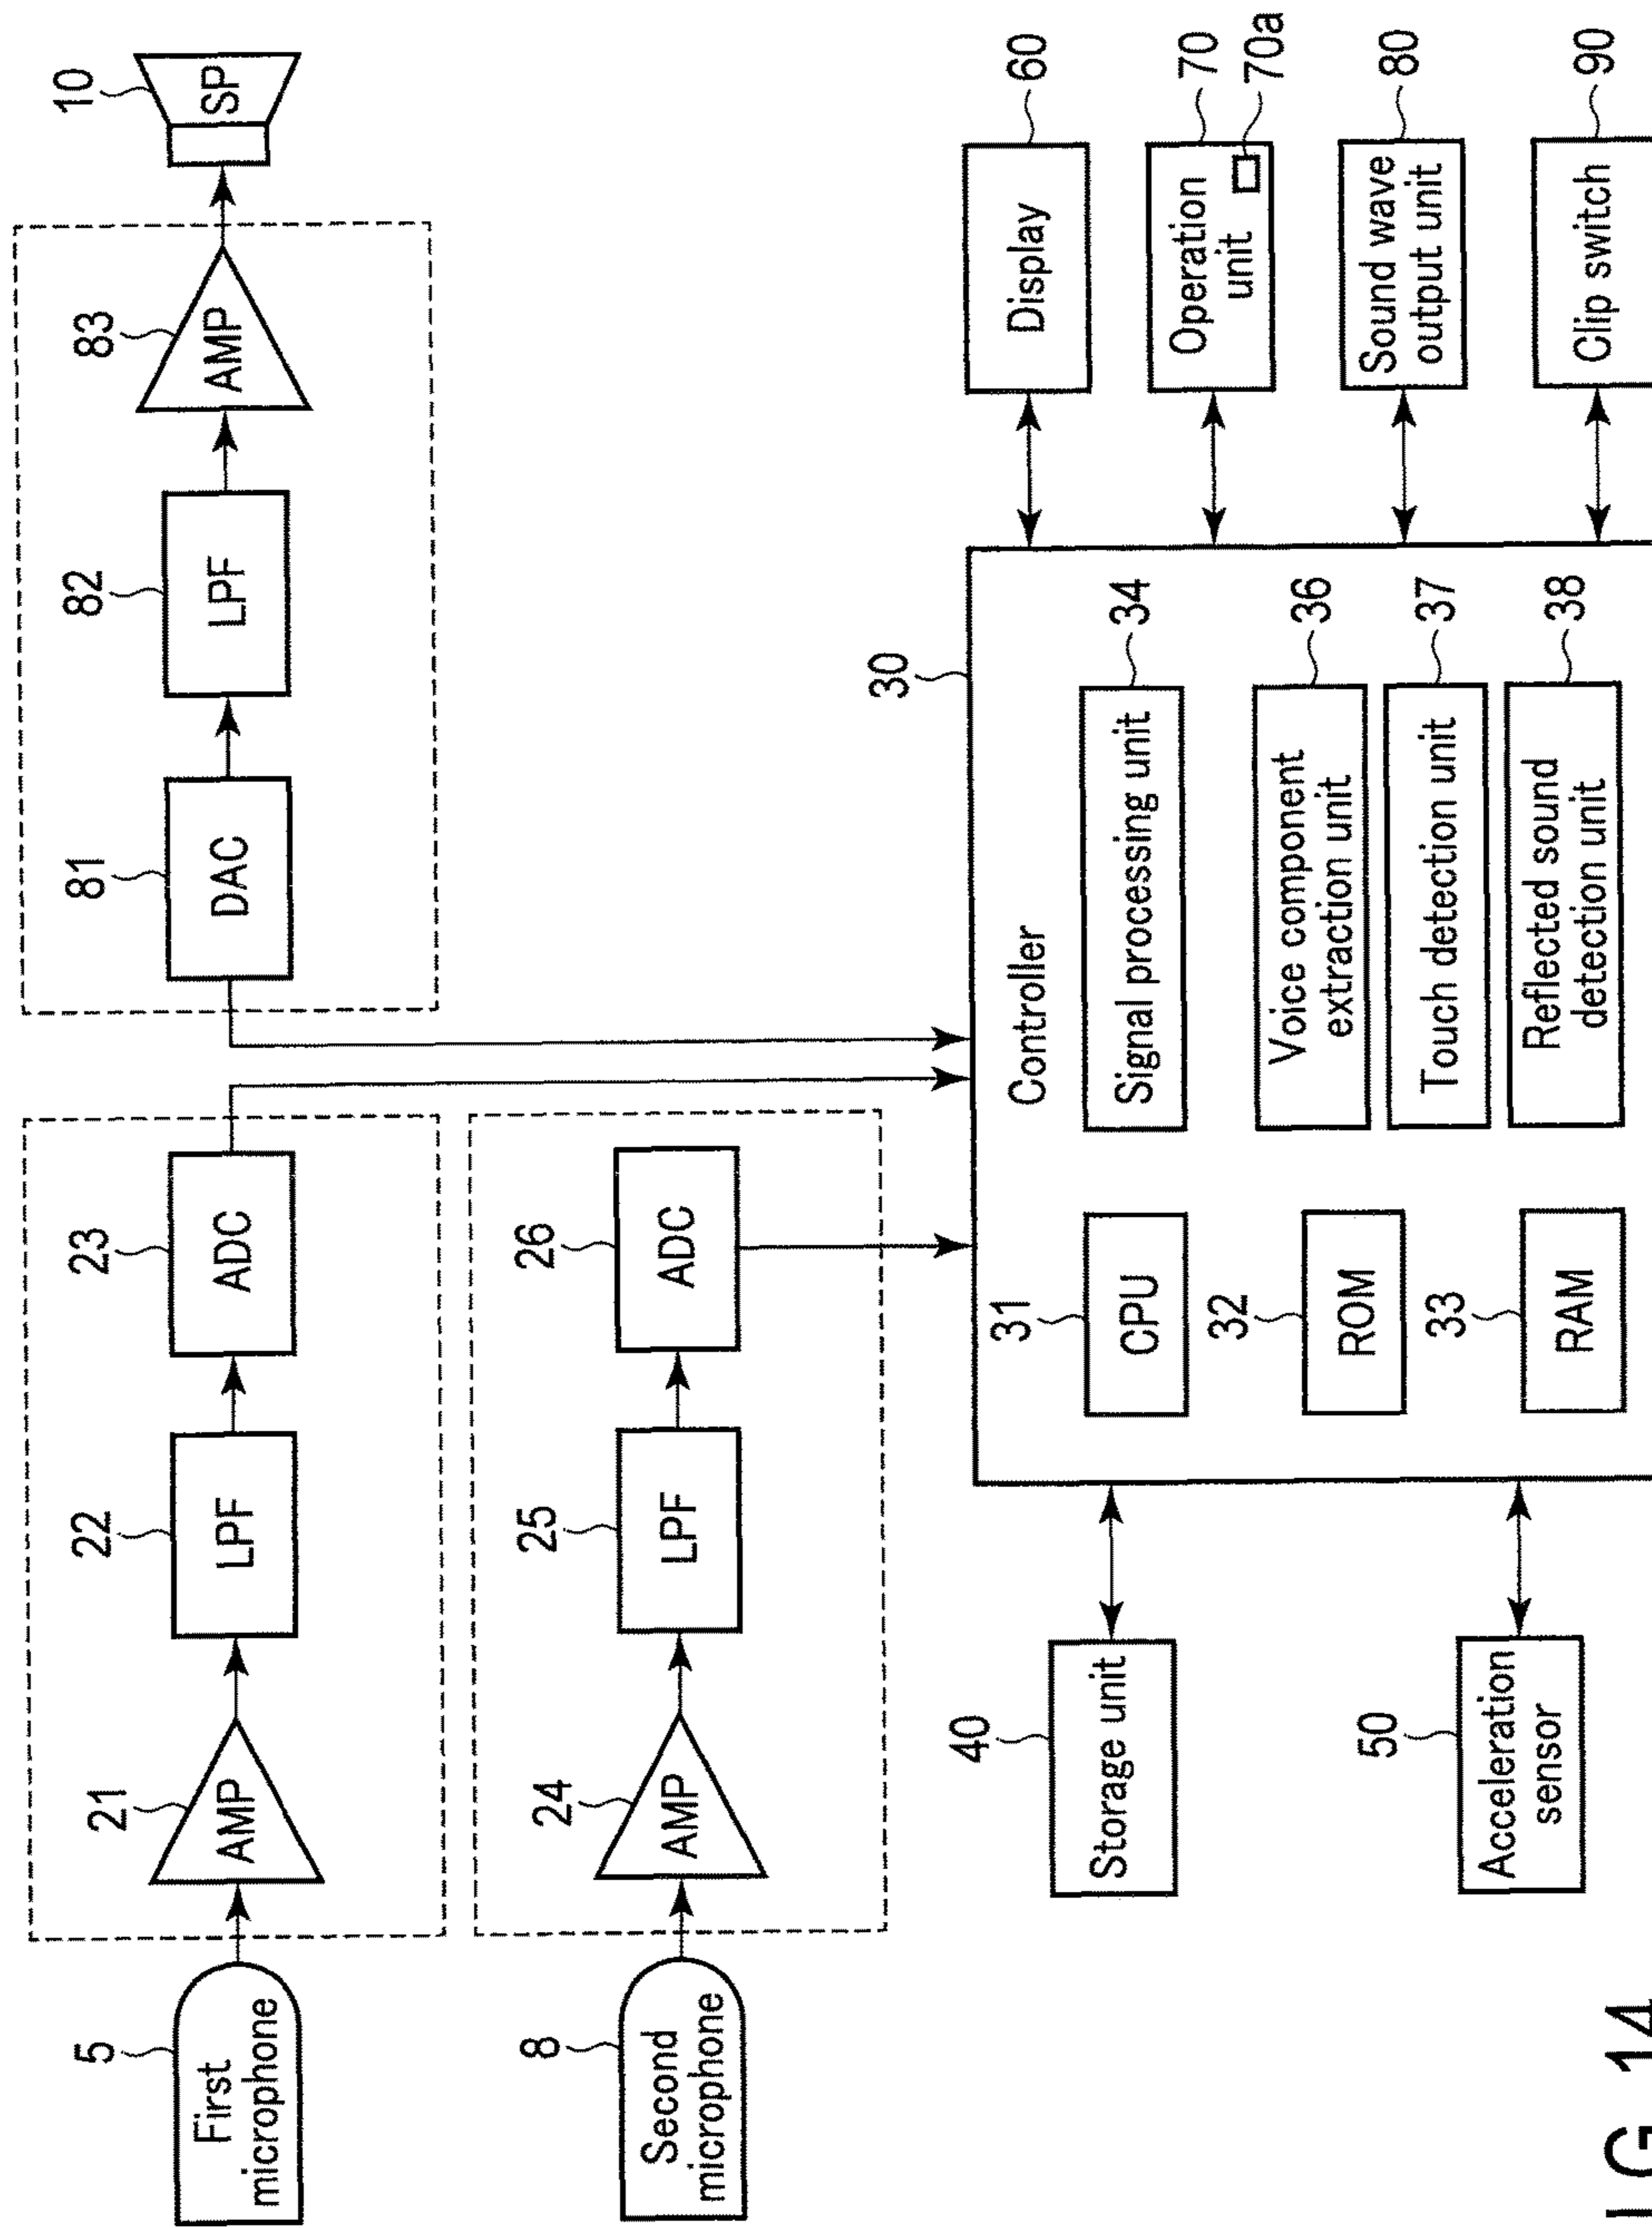 5
First
microphone
21
AMP
22
LPF
23
ADC
81
DAC
82
LPF
83
AMP
10
SP
8
Second
microphone
24
AMP
25
LPF
26
ADC
30
Controller
31
CPU
32
ROM
33
RAM
Signal processing unit
34
Voice component
extraction unit
36
Touch detection unit
37
Reflected sound
detection unit
38
40
Storage unit
50
Acceleration
sensor
Display
60
Operation
unit
70
70a
Sound wave
output unit
80
Clip switch
90
IG. 14